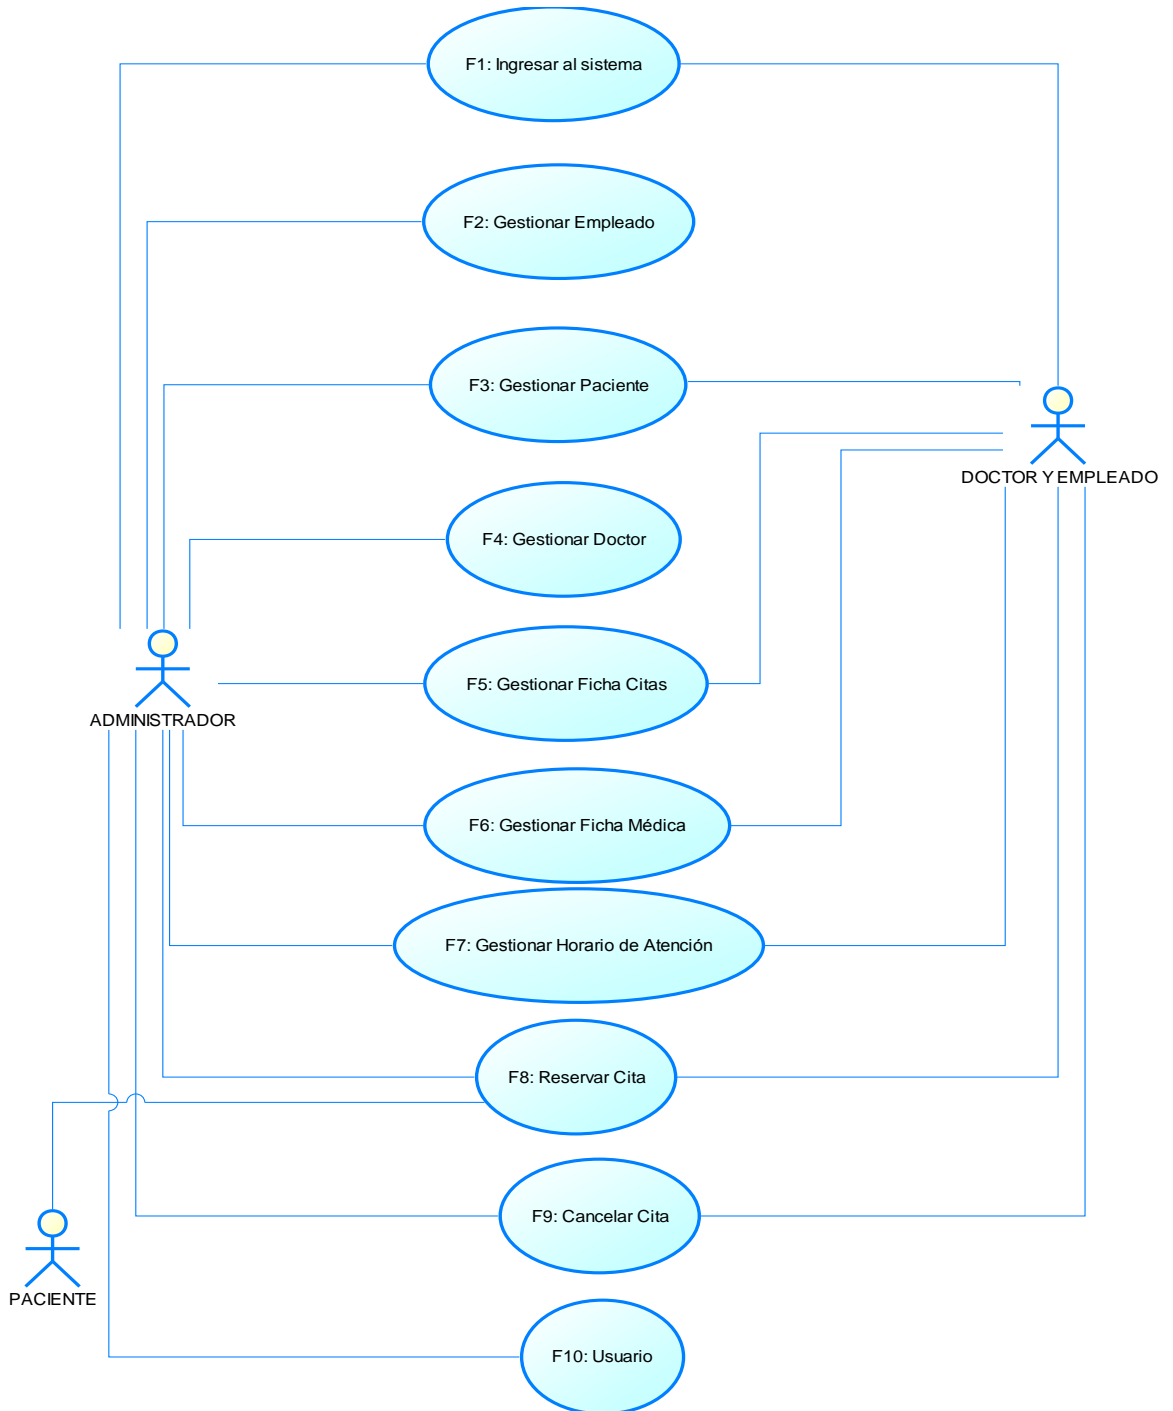 F1: Ingresar al sistema
F2: Gestionar Empleado
F3: Gestionar Paciente
DOCTOR Y EMPLEADO
F4: Gestionar Doctor
F5: Gestionar Ficha Citas
ADMINISTRADOR
F6: Gestionar Ficha Médica
F7: Gestionar Horario de Atención
F8: Reservar Cita
F9: Cancelar Cita
PACIENTE
F10: Usuario